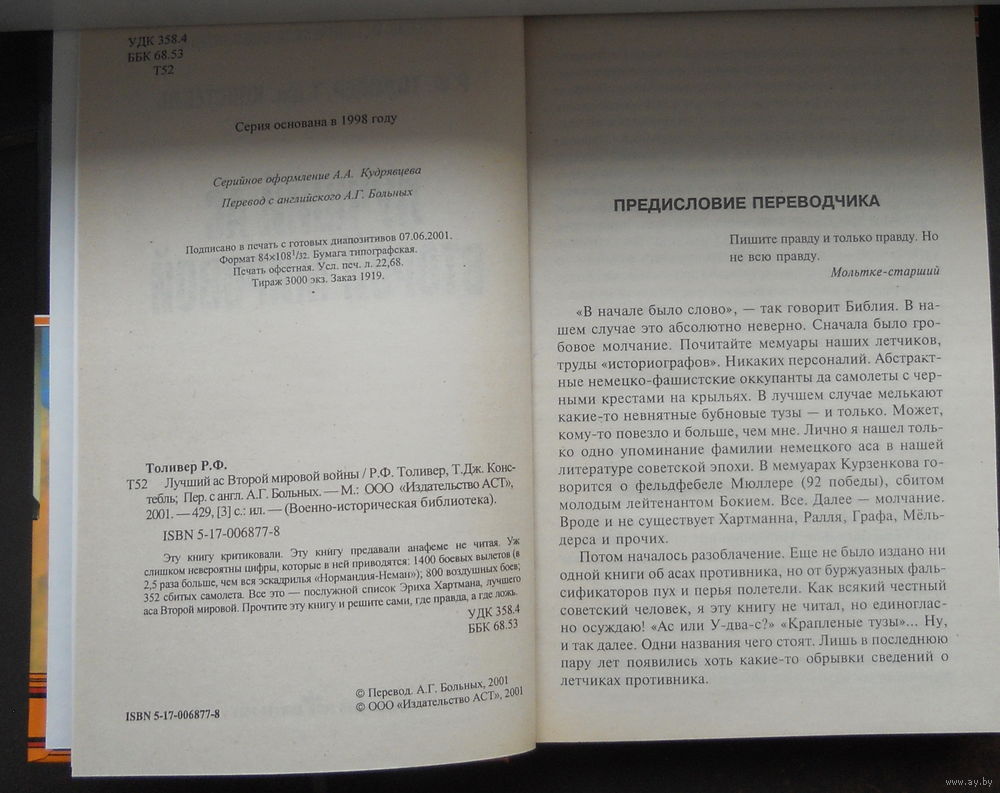 УДК 358.4
ББК 68.53
Т52
Серия основана в 1998 году
Серийное оформление А.А. Кудрявцева
Перевод с английского А.Г. Больных
Подписано в печать с готовых диапозитивов 07.06.2001.
Формат 84×108¹/32. Бумага типографская.
Печать офсетная. Усл. печ. л. 22,68.
Тираж 3000 экз. Заказ 1919.
Толивер Р.Ф.
Т52 Лучший ас Второй мировой войны / Р.Ф. Толивер, Т.Дж. Конс-
тебль; Пер. с англ. А.Г. Больных. — М.: ООО «Издательство АСТ»,
2001. — 429, [3] с.: ил. — (Военно-историческая библиотека).
ISBN 5-17-006877-8
Эту книгу критиковали. Эту книгу предавали анафеме не читая. Уж
слишком невероятны цифры, которые в ней приводятся: 1400 боевых вылетов (в
2,5 раза больше, чем вся эскадрилья «Нормандия-Неман»); 800 воздушных боев;
352 сбитых самолета. Все это — послужной список Эриха Хартмана, лучшего
аса Второй мировой. Прочтите эту книгу и решите сами, где правда, а где ложь.
УДК 358.4
ББК 68.53
© Перевод. А.Г. Больных, 2001
ISBN 5-17-006877-8
© ООО «Издательство АСТ», 2001
ПРЕДИСЛОВИЕ ПЕРЕВОДЧИКА
Пишите правду и только правду. Но
не всю правду.
Мольтке-старший
«В начале было слово», — так говорит Библия. В на-
шем случае это абсолютно неверно. Сначала было гро-
бовое молчание. Почитайте мемуары наших летчиков,
труды «историографов». Никаких персоналий. Абстракт-
ные немецко-фашистские оккупанты да самолеты с чер-
ными крестами на крыльях. В лучшем случае мелькают
какие-то невнятные бубновые тузы — и только. Может,
кому-то повезло и больше, чем мне. Лично я нашел толь-
ко одно упоминание фамилии немецкого аса в нашей
литературе советской эпохи. В мемуарах Курзенкова го-
ворится о фельдфебеле Мюллере (92 победы), сбитом
молодым лейтенантом Бокием. Все. Далее — молчание.
Вроде и не существует Хартманна, Ралля, Графа, Мёль-
дерса и прочих.
Потом началось разоблачение. Еще не было издано ни
одной книги об асах противника, но от буржуазных фаль-
сификаторов пух и перья полетели. Как всякий честный
советский человек, я эту книгу не читал, но единоглас-
но осуждаю! «Ас или У-два-с?» «Крапленые тузы»... Ну,
и так далее. Одни названия чего стоят. Лишь в последнюю
пару лет появились хоть какие-то обрывки сведений о
летчиках противника.
www.ay.by